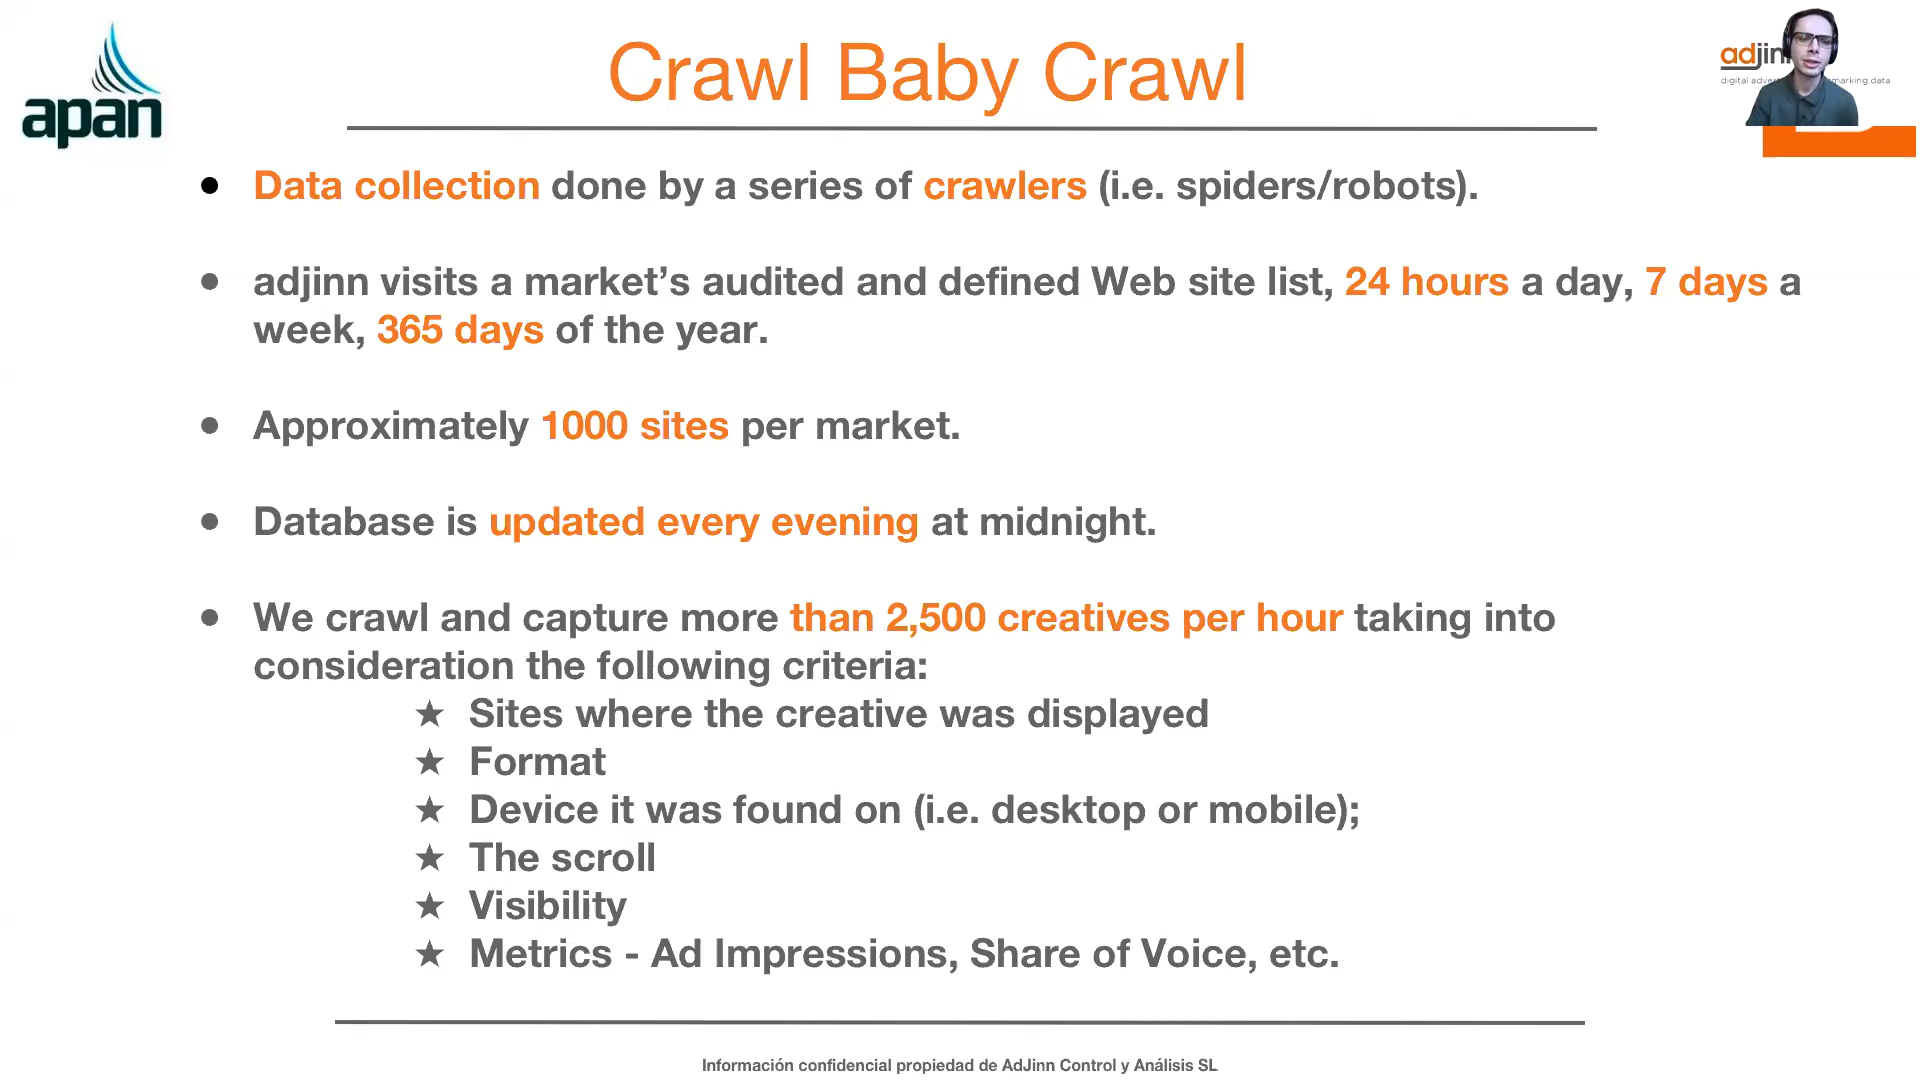 apan
Crawl Baby Crawl
Data collection done by a series of crawlers (i.e. spiders/robots).
adjinn visits a market’s audited and defined Web site list, 24 hours a day, 7 days a
week, 365 days of the year.
Approximately 1000 sites per market.
Database is updated every evening at midnight.
We crawl and capture more than 2,500 creatives per hour taking into
consideration the following criteria:
★ Sites where the creative was displayed
★ Format
★ Device it was found on (i.e. desktop or mobile);
★ The scroll
★ Visibility
★ Metrics - Ad Impressions, Share of Voice, etc.
Información confidencial propiedad de AdJinn Control y Análisis SL